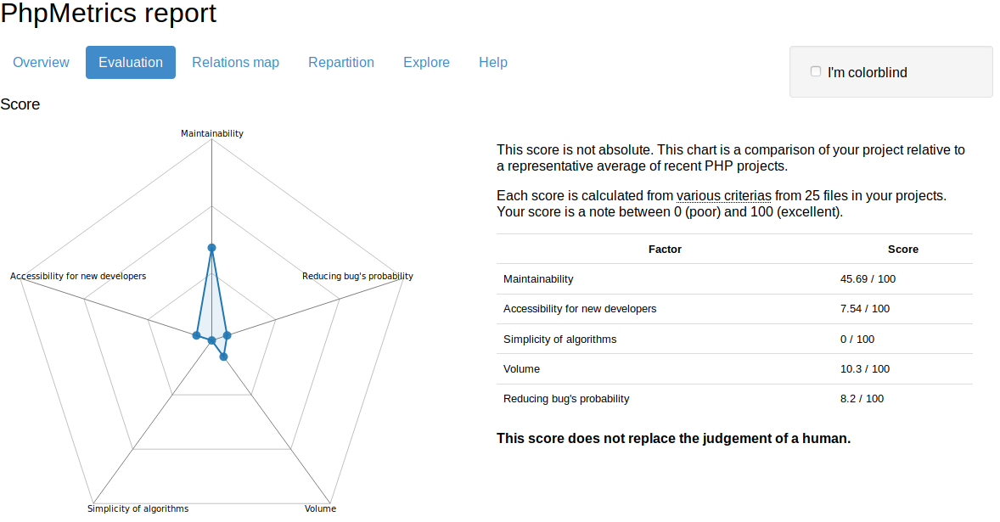 PhpMetrics report
Overview
Evaluation
Relations map
Repartition
Explore
Help
I'm colorblind
Score
Maintainability
Accessibility for new developers
Reducing bug's probability
Simplicity of algorithms
Volume
This score is not absolute. This chart is a comparison of your project relative to
a representative average of recent PHP projects.
Each score is calculated from various criterias from 25 files in your projects.
Your score is a note between 0 (poor) and 100 (excellent).
Factor Score
Maintainability 45.69 / 100
Accessibility for new developers 7.54 / 100
Simplicity of algorithms 0 / 100
Volume 10.3 / 100
Reducing bug's probability 8.2 / 100
This score does not replace the judgement of a human.